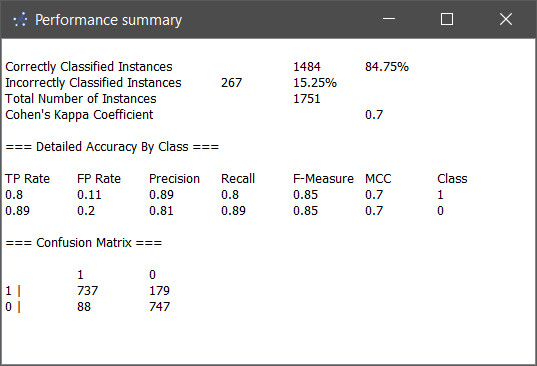 Performance summary
Correctly Classified Instances 1484 84.75%
Incorrectly Classified Instances 267 15.25%
Total Number of Instances 1751
Cohen's Kappa Coefficient 0.7
=== Detailed Accuracy By Class ===
TP Rate FP Rate Precision Recall F-Measure MCC Class
0.8 0.11 0.89 0.8 0.85 0.7 1
0.89 0.2 0.81 0.89 0.85 0.7 0
=== Confusion Matrix ===
1 0
1 | 737 179
0 | 88 747